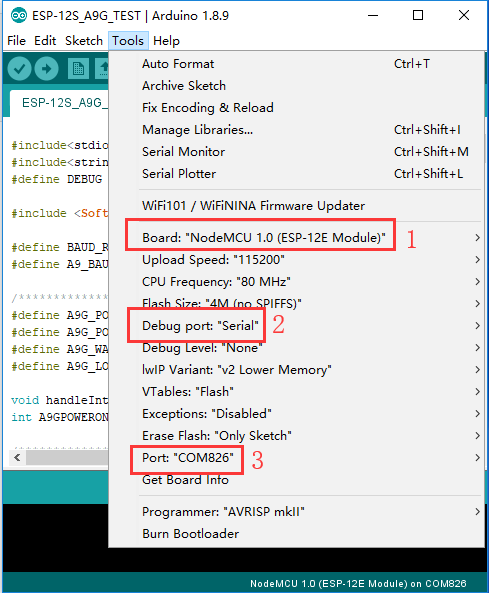 ESP-12S_A9G_TEST | Arduino 1.8.9
File Edit Sketch Tools Help
ESP-12S_A9G_
#include<stdio
#include<strin
#define DEBUG
#include <Soft
#define BAUD_R
#define A9_BAU
/*************
#define A9G_PO
#define A9G_PO
#define A9G_WA
#define A9G_LO
void handleInt
int A9GPOWERON
Auto Format Ctrl+T
Archive Sketch
Fix Encoding & Reload
Manage Libraries... Ctrl+Shift+I
Serial Monitor Ctrl+Shift+M
Serial Plotter Ctrl+Shift+L
WiFi101 / WiFiNINA Firmware Updater
Board: "NodeMCU 1.0 (ESP-12E Module)" 1
Upload Speed: "115200"
CPU Frequency: "80 MHz"
Flash Size: "4M (no SPIFFS)"
Debug port: "Serial" 2
Debug Level: "None"
lwIP Variant: "v2 Lower Memory"
VTables: "Flash"
Exceptions: "Disabled"
Erase Flash: "Only Sketch"
Port: "COM826" 3
Get Board Info
Programmer: "AVRISP mkII"
Burn Bootloader
NodeMCU 1.0 (ESP-12E Module) on COM826